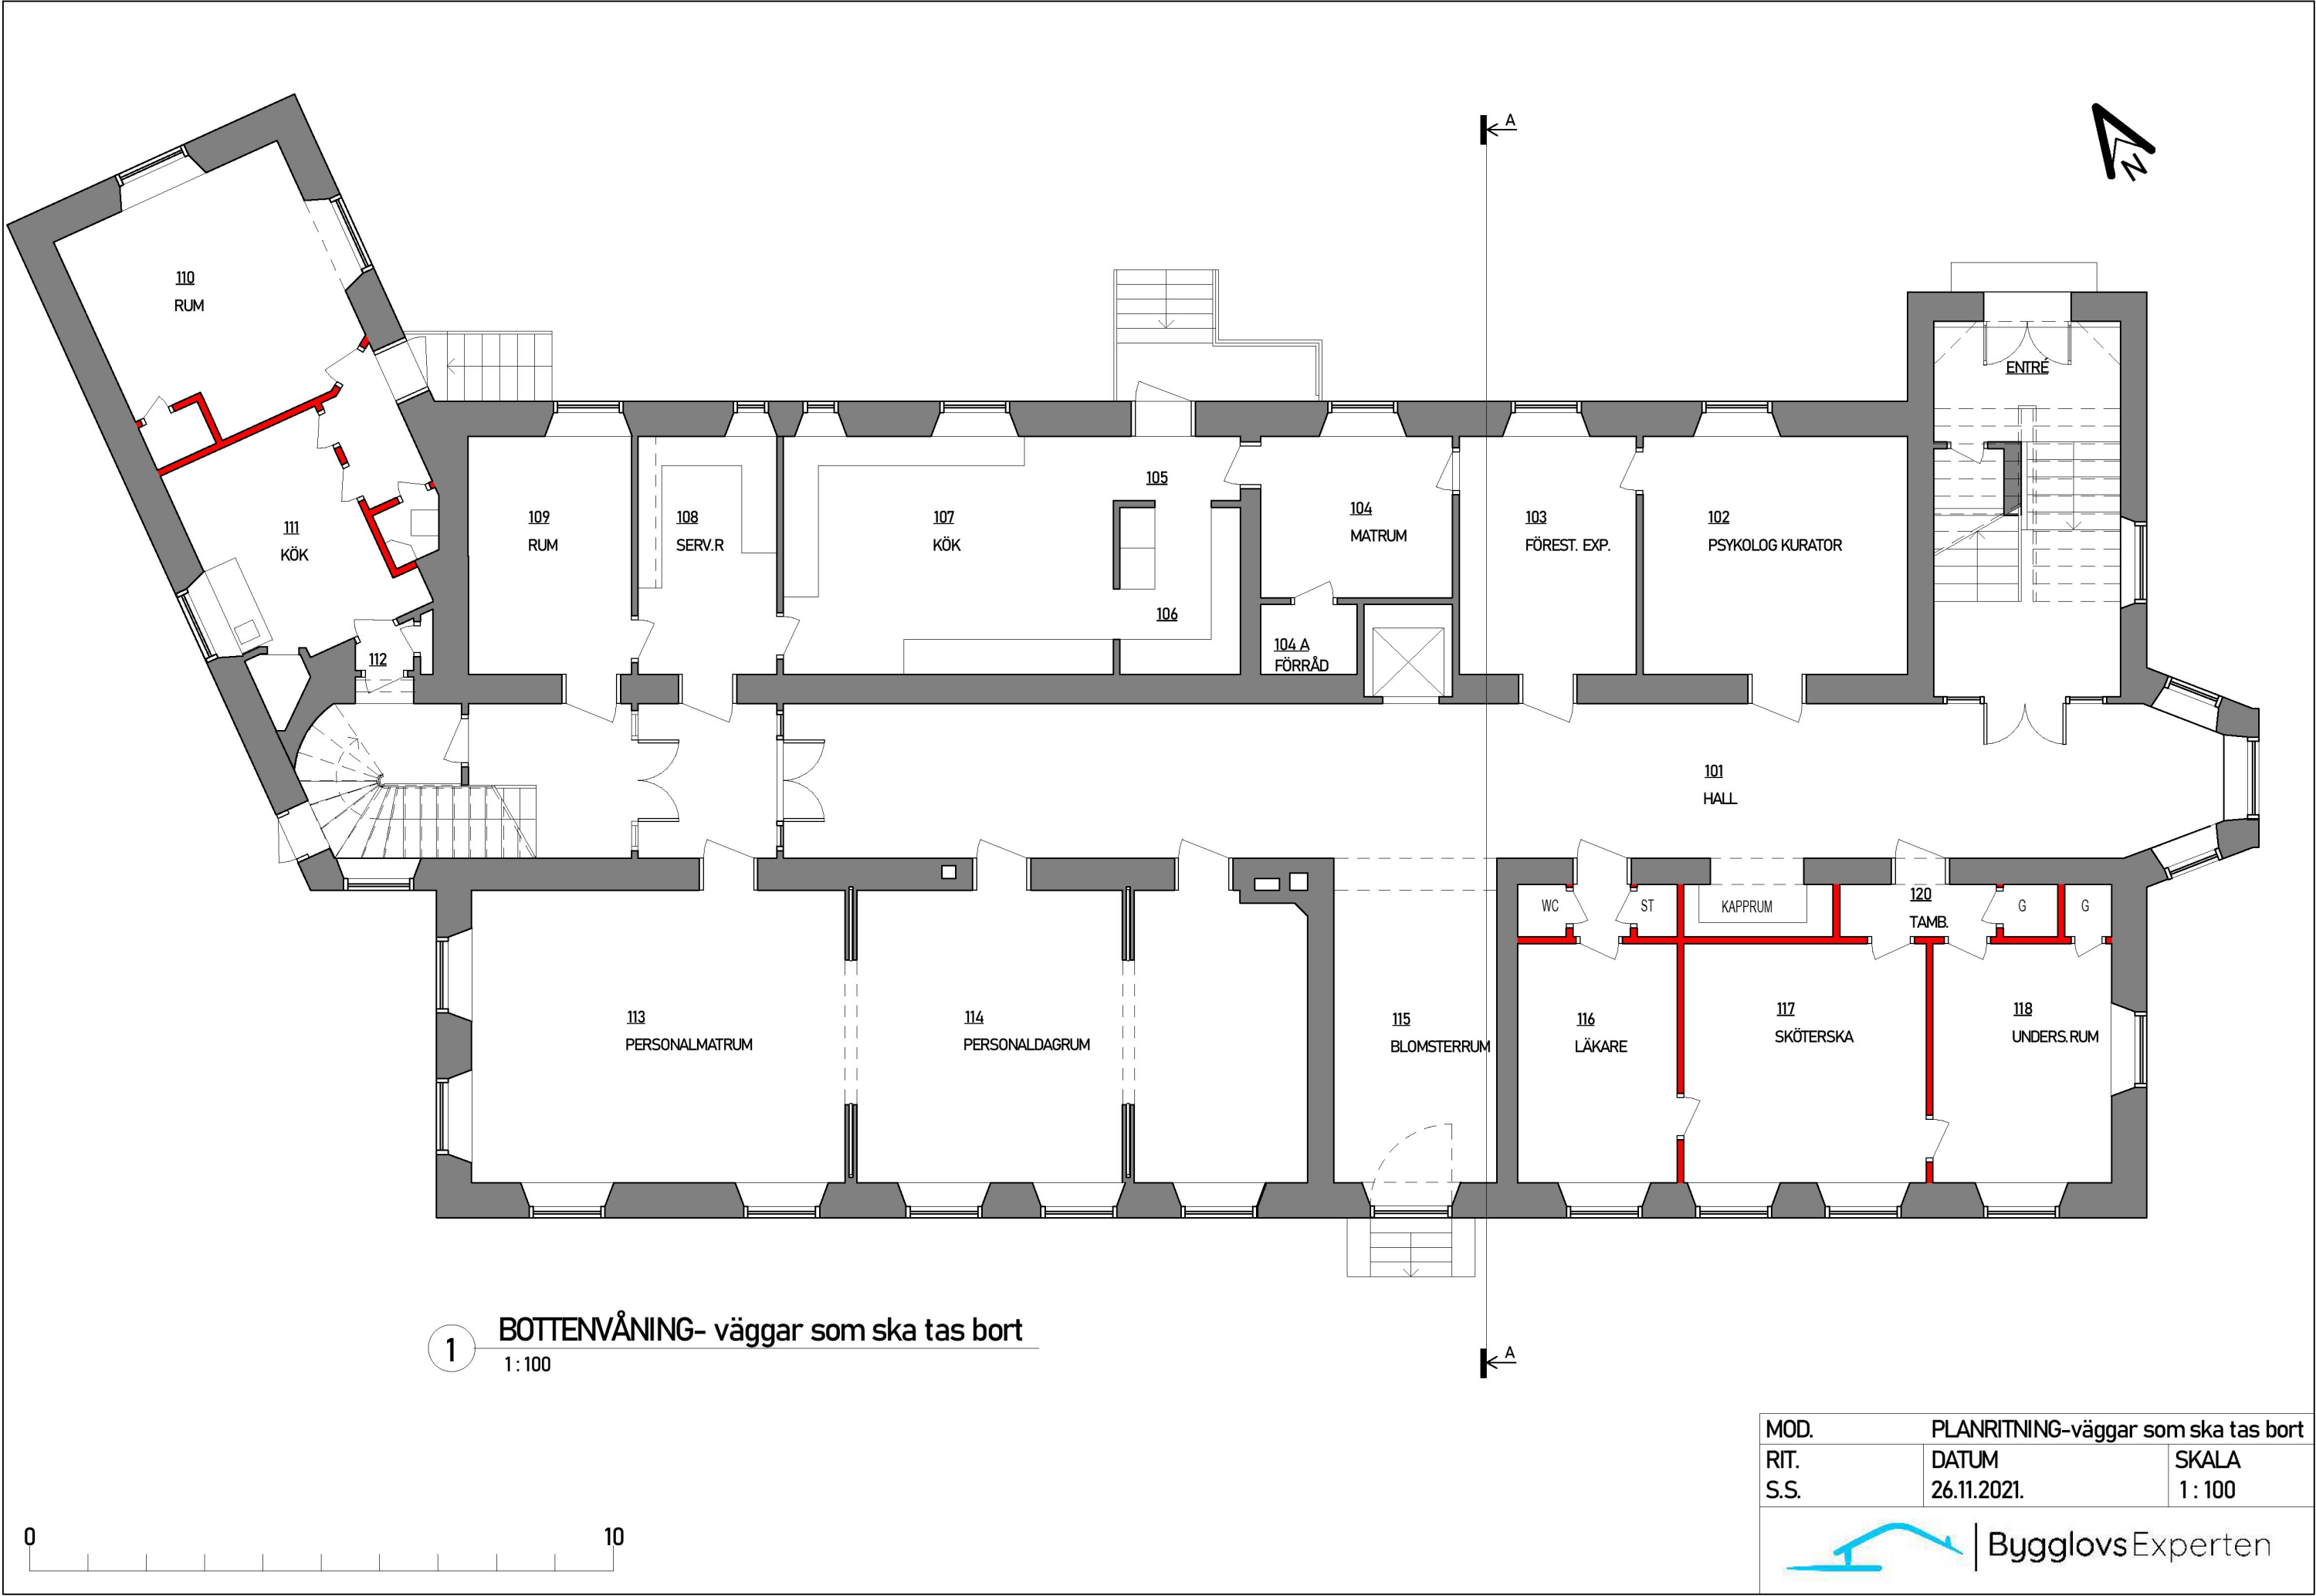 A
N
110
RUM
ENTRÉ
105
109
RUM
108
SERV.R
107
KÖK
104
MATRUM
103
FÖREST. EXP.
102
PSYKOLOG KURATOR
111
KÖK
106
104 A
FÖRRÅD
112
101
HALL
WC
ST
KAPPRUM
120
TAMB.
G
G
113
PERSONALMATRUM
114
PERSONALDAGRUM
115
BLOMSTERRUM
116
LÄKARE
117
SKÖTERSKA
118
UNDERS.RUM
1
BOTTENVÅNING- väggar som ska tas bort
1 : 100
A
MOD. PLANRITNING-väggar som ska tas bort
RIT. DATUM SKALA
S.S. 26.11.2021. 1 : 100
0 10
BygglovsExperten